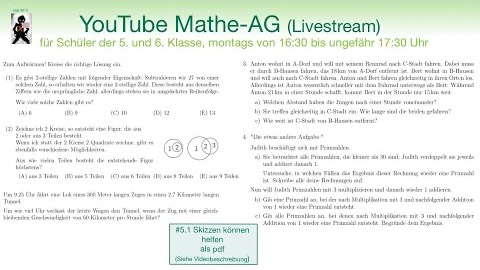 YouTube Mathe-AG (Livestream)
für Schüler der 5. und 6. Klasse, montags von 16:30 bis ungefähr 17:30 Uhr
Zum Aufwärmen! Kreuze die richtige Lösung ein.
(1) Es gibt 2-stellige Zahlen mit folgender Eigenschaft: Subtrahieren wir 27 von einer
solchen Zahl, so erhalten wir wieder eine 2-stellige Zahl. Diese besteht aus denselben
Ziffern wie die ursprüngliche Zahl, allerdings stehen sie in umgekehrter Reihenfolge.
Wie viele solcher Zahlen gibt es?
(A) 6 (B) 9 (C) 10 (D) 12 (E) 13
(2) Zeichne ich 2 Kreise, so entsteht eine Figur, die aus
2 oder aus 3 Teilen besteht.
Wenn ich statt der 2 Kreise 2 Quadrate zeichne, gibt es
ebenfalls verschiedene Möglichkeiten.
1 2 1 2 3
Aus wie vielen Teilen besteht die entstehende Figur
höchstens?
(A) aus 2 Teilen (B) aus 5 Teilen (C) aus 6 Teilen (D) aus 8 Teilen (E) aus 9 Teilen
Um 9.25 Uhr fährt eine Lok eines 300 Meter langen Zuges in einen 2,7 Kilometer langen
Tunnel.
Um wie viel Uhr verlässt der letzte Wagen den Tunnel, wenn der Zug mit einer gleich-
bleibenden Geschwindigkeit von 60 Kilometer pro Stunde fährt?
#5.1 Skizzen können
helfen
als pdf
(Siehe Videobeschreibung)
3. Anton wohnt in A-Dorf und will mit seinem Rennrad nach C-Stadt fahren. Dabei muss
er durch B-Hausen fahren, das 18km von A-Dorf entfernt ist. Bert wohnt in B-Hausen
und will auch nach C-Stadt fahren. Anton und Bert fahren gleichzeitig in ihren Orten los.
Allerdings ist Anton wesentlich schneller mit dem Fahrrad unterwegs als Bert. Während
Anton 21km in einer Stunde schafft, kommt Bert in der Stunde nur 15km weit.
a) Welchen Abstand haben die Jungen nach einer Stunde voneinander?
b) Sie treffen gleichzeitig in C-Stadt ein. Wie lange sind die beiden gefahren?
c) Wie weit ist C-Stadt von B-Hausen entfernt?
4. "Die etwas andere Aufgabe"
Judith beschäftigt sich mit Primzahlen.
a) Sie betrachtet alle Primzahlen, die kleiner als 30 sind; Judith verdoppelt sie jeweils
und addiert danach 1.
Untersuche, in welchen Fällen das Ergebnis dieser Rechnung wieder eine Primzahl
ist. Schreibe alle deine Rechnungen auf.
Nun will Judith Primzahlen mit 3 multiplizieren und danach wieder 1 addieren.
b) Gib eine Primzahl an, bei der nach Multiplikation mit 3 und nachfolgender Addition
von 1 wieder eine Primzahl entsteht.
c) Gib alle Primzahlen an, bei denen nach Multiplikation mit 3 und nachfolgender
Addition von 1 wieder eine Primzahl entsteht. Begründe dein Ergebnis.